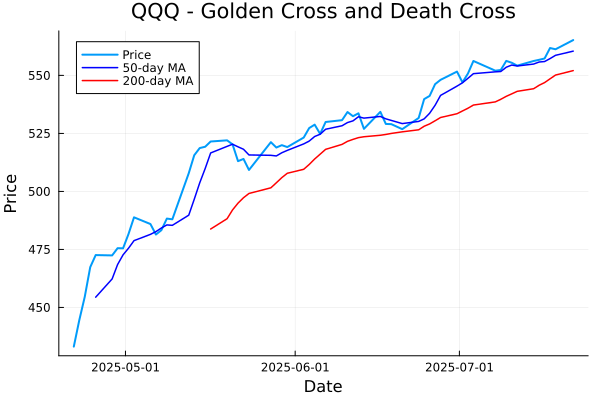 QQQ - Golden Cross and Death Cross
Price
50-day MA
200-day MA
550
525
500
475
450
Price
2025-05-01
2025-06-01
2025-07-01
Date